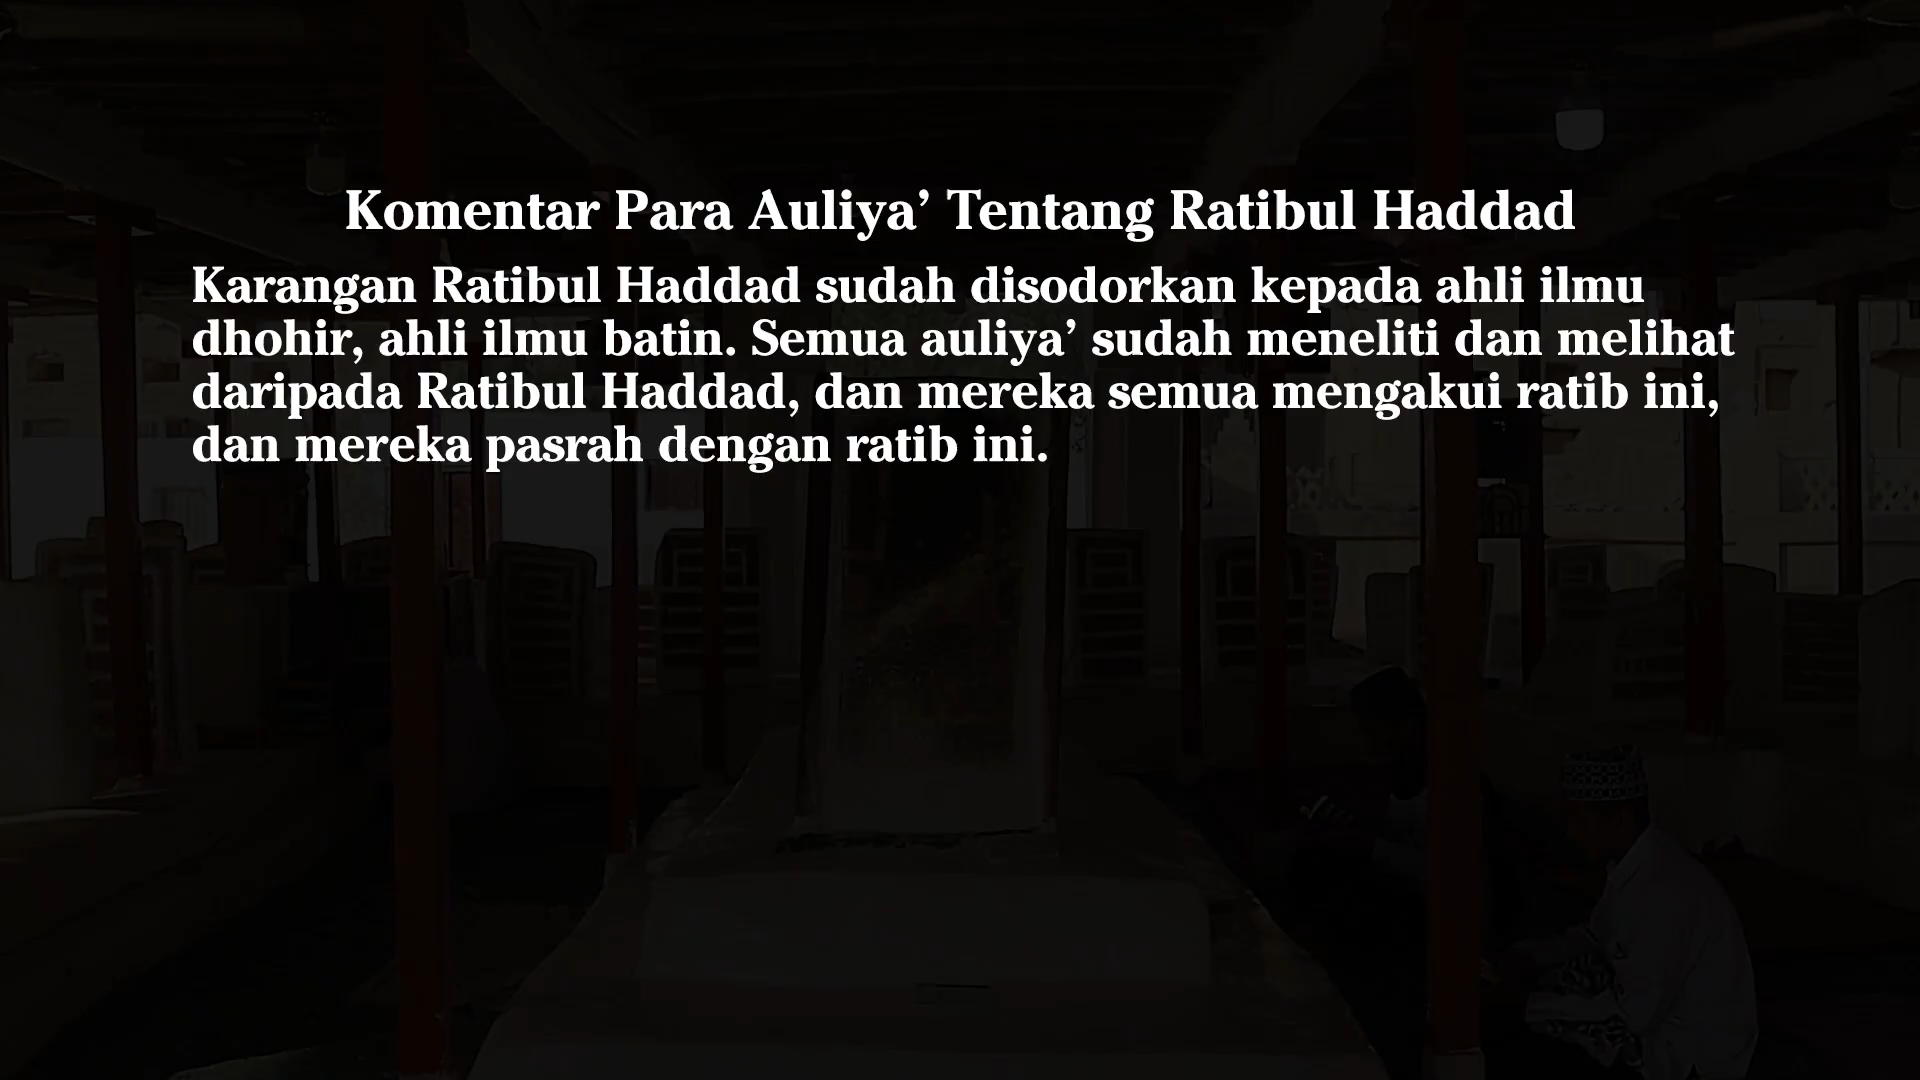 Komentar Para Auliya’ Tentang Ratibul Haddad
Karangan Ratibul Haddad sudah disodorkan kepada ahli ilmu
dhohir, ahli ilmu batin. Semua auliya’ sudah meneliti dan melihat
daripada Ratibul Haddad, dan mereka semua mengakui ratib ini,
dan mereka pasrah dengan ratib ini.